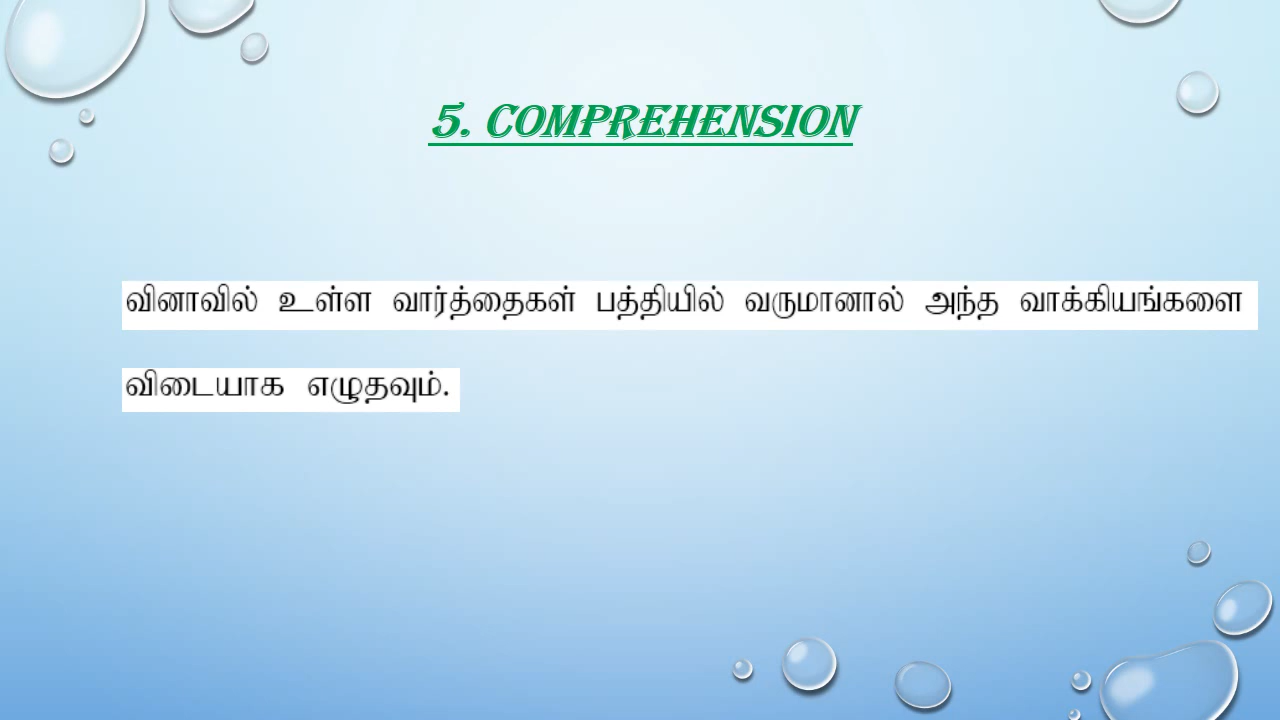 5. COMPREHENSION
வினாவில் உள்ள வார்த்தைகள் பத்தியில் வருமானால் அந்த வாக்கியங்களை
விடையாக எழுதவும்.